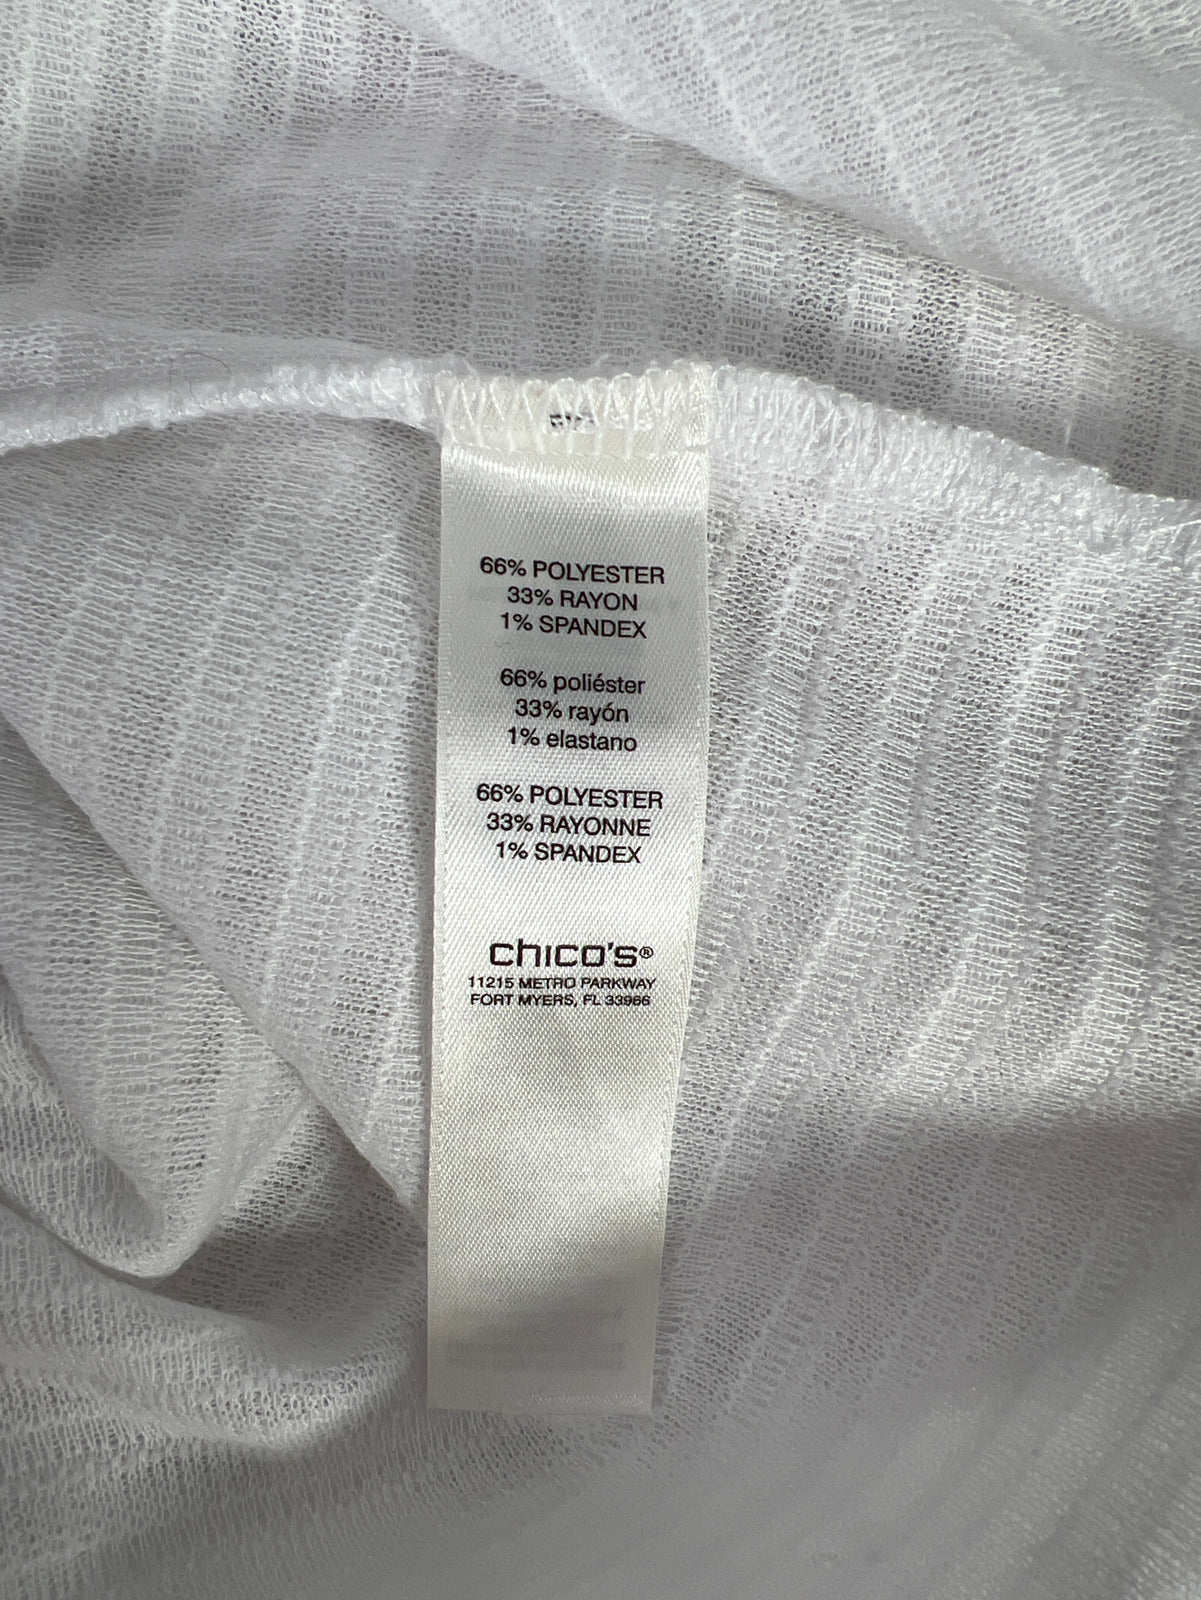 66% POLYESTER
33% RAYON
1% SPANDEX
66% poliéster
33% rayón
1% elastano
66% POLYESTER
33% RAYONNE
1% SPANDEX
chico's®
11215 METRO PARKWAY
FORT MYERS, FL 33966